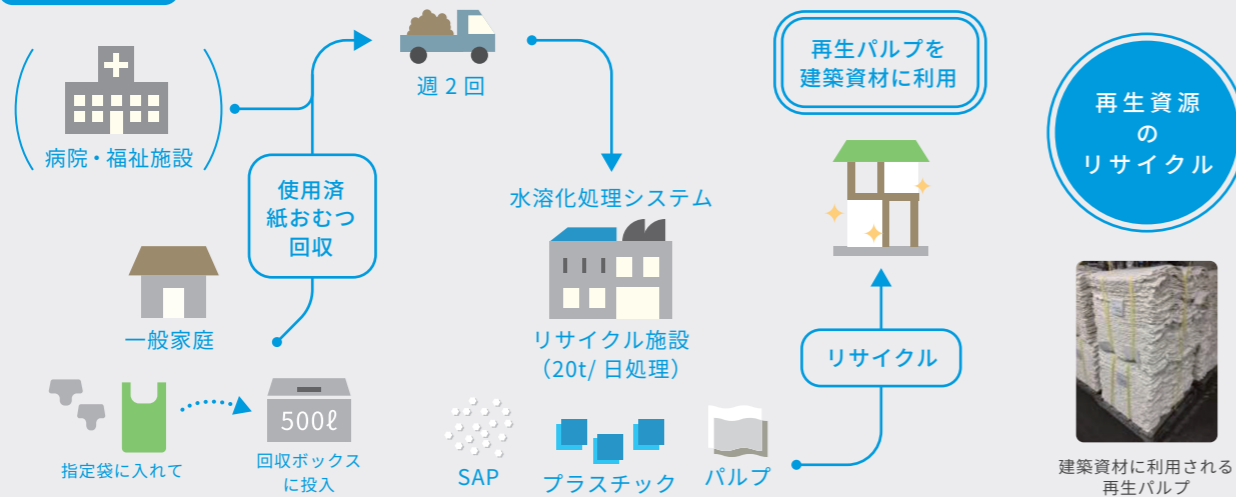 病院・福祉施設
使用済
紙おむつ
回収
一般家庭
指定袋に入れて
500ℓ
回収ボックス
に投入
週2回
水溶化処理システム
リサイクル施設
（20t/ 日処理）
SAP
プラスチック
パルプ
リサイクル
再生パルプを
建築資材に利用
再生資源
の
リサイクル
建築資材に利用される
再生パルプ